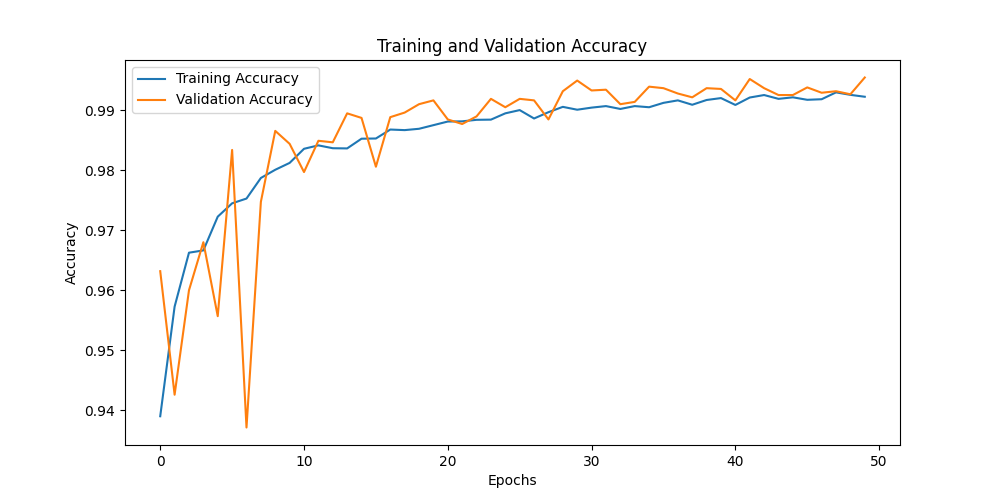 Training and Validation Accuracy
Training Accuracy
Validation Accuracy
Accuracy
0.99
0.98
0.97
0.96
0.95
0.94
0 10 20 30 40 50
Epochs